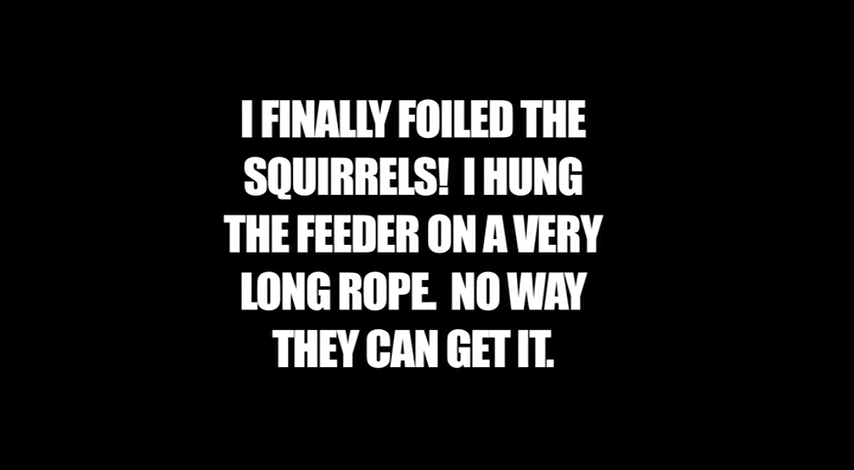 I FINALLY FOILED THE
SQUIRRELS!  I HUNG
THE FEEDER ON A VERY
LONG ROPE.  NO WAY
THEY CAN GET IT.